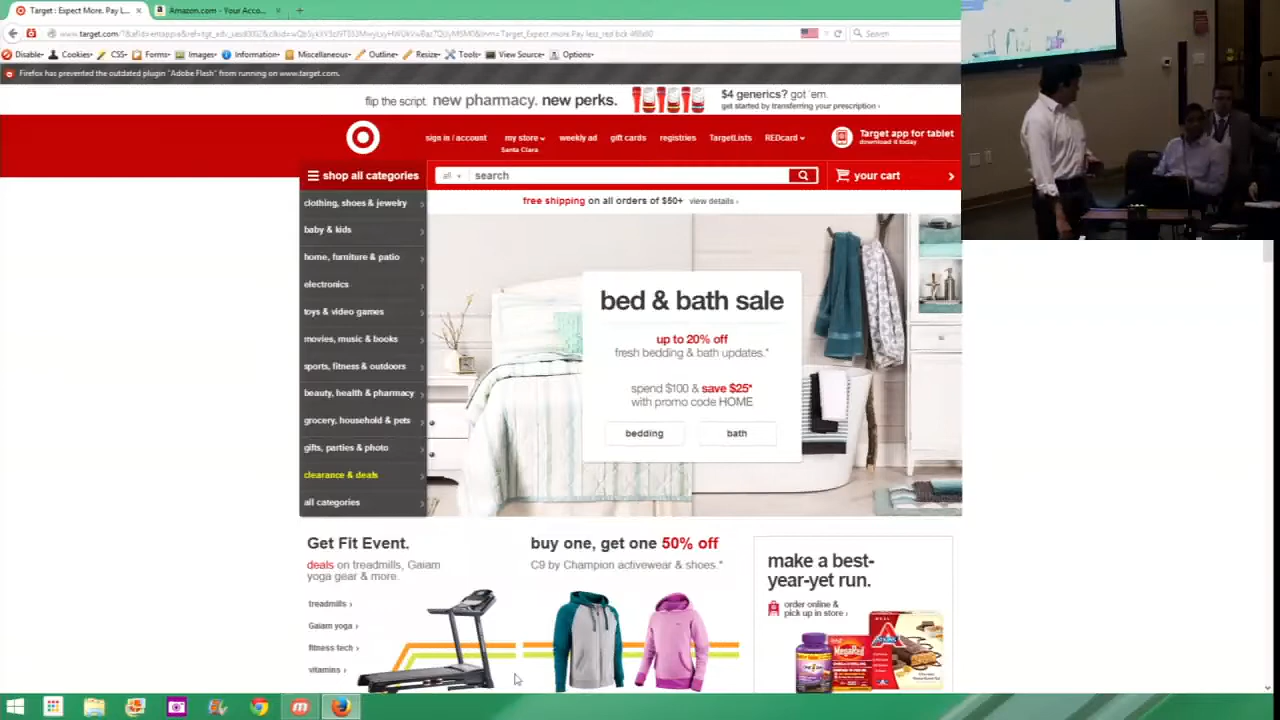 Target : Expect More. Pay L...
Amazon.com - Your Acco...
Search
Disable
Cookies
CSS
Forms
Images
Information
Miscellaneous
Outline
Resize
Tools
View Source
Options
Firefox has prevented the outdated plugin "Adobe Flash" from running on www.target.com.
flip the script. new pharmacy. new perks.
$4 generics? got 'em.
get started by transferring your prescription ›
sign in / account
my store
Santa Clara
weekly ad
gift cards
registries
TargetLists
REDcard
Target app for tablet
download it today
shop all categories
all
search
your cart
free shipping on all orders of $50+ view details ›
clothing, shoes & jewelry
baby & kids
home, furniture & patio
electronics
toys & video games
movies, music & books
sports, fitness & outdoors
beauty, health & pharmacy
grocery, household & pets
gifts, parties & photo
clearance & deals
all categories
bed & bath sale
up to 20% off
fresh bedding & bath updates.*
spend $100 & save $25*
with promo code HOME
bedding
bath
Get Fit Event.
deals on treadmills, Gaiam
yoga gear & more.
treadmills ›
Gaiam yoga ›
fitness tech ›
vitamins ›
buy one, get one 50% off
C9 by Champion activewear & shoes.*
make a best-
year-yet run.
order online &
pick up in store ›
MegaRed
Atkins